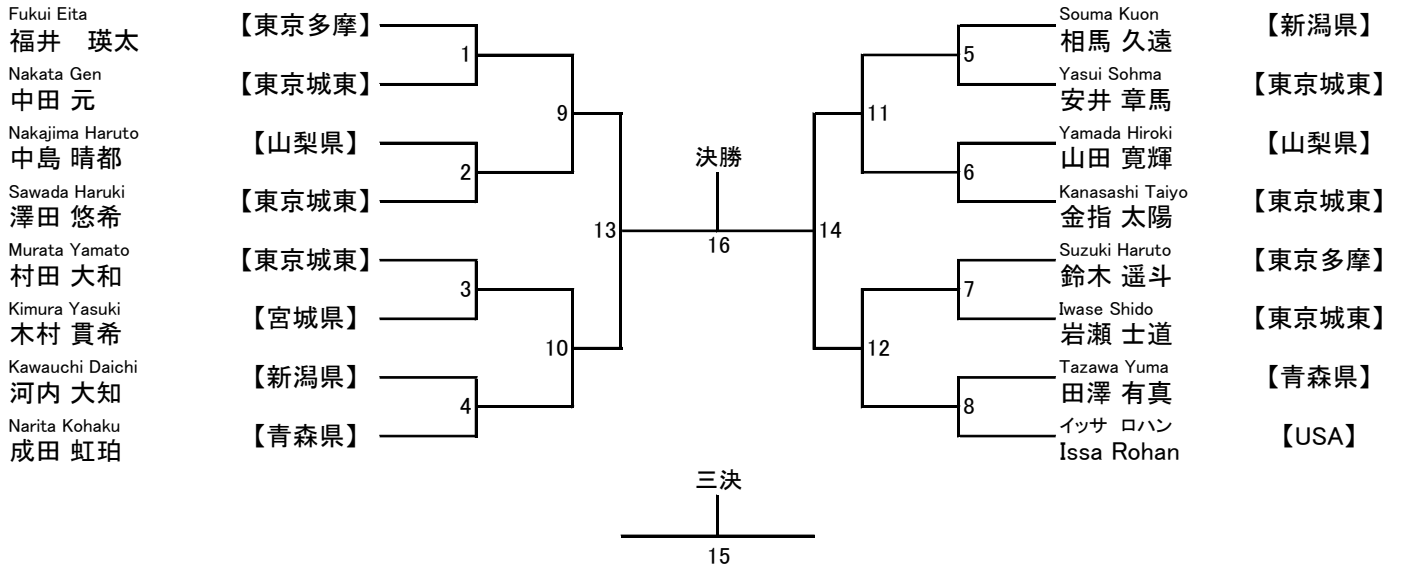 Fukui Eita
福井　瑛太 【東京多摩】
1
Nakata Gen
中田 元 【東京城東】
9
Nakajima Haruto
中島 晴都 【山梨県】
2
Sawada Haruki
澤田 悠希 【東京城東】
13
Murata Yamato
村田 大和 【東京城東】
3
Kimura Yasuki
木村 貫希 【宮城県】
10
Kawauchi Daichi
河内 大知 【新潟県】
4
Narita Kohaku
成田 虹珀 【青森県】
決勝
16
三決
15
Souma Kuon
相馬 久遠 【新潟県】
5
Yasui Sohma
安井 章馬 【東京城東】
11
Yamada Hiroki
山田 寛輝 【山梨県】
6
Kanasashi Taiyo
金指 太陽 【東京城東】
14
Suzuki Haruto
鈴木 遥斗 【東京多摩】
7
Iwase Shido
岩瀬 士道 【東京城東】
12
Tazawa Yuma
田澤 有真 【青森県】
8
イッサ ロハン
Issa Rohan 【USA】